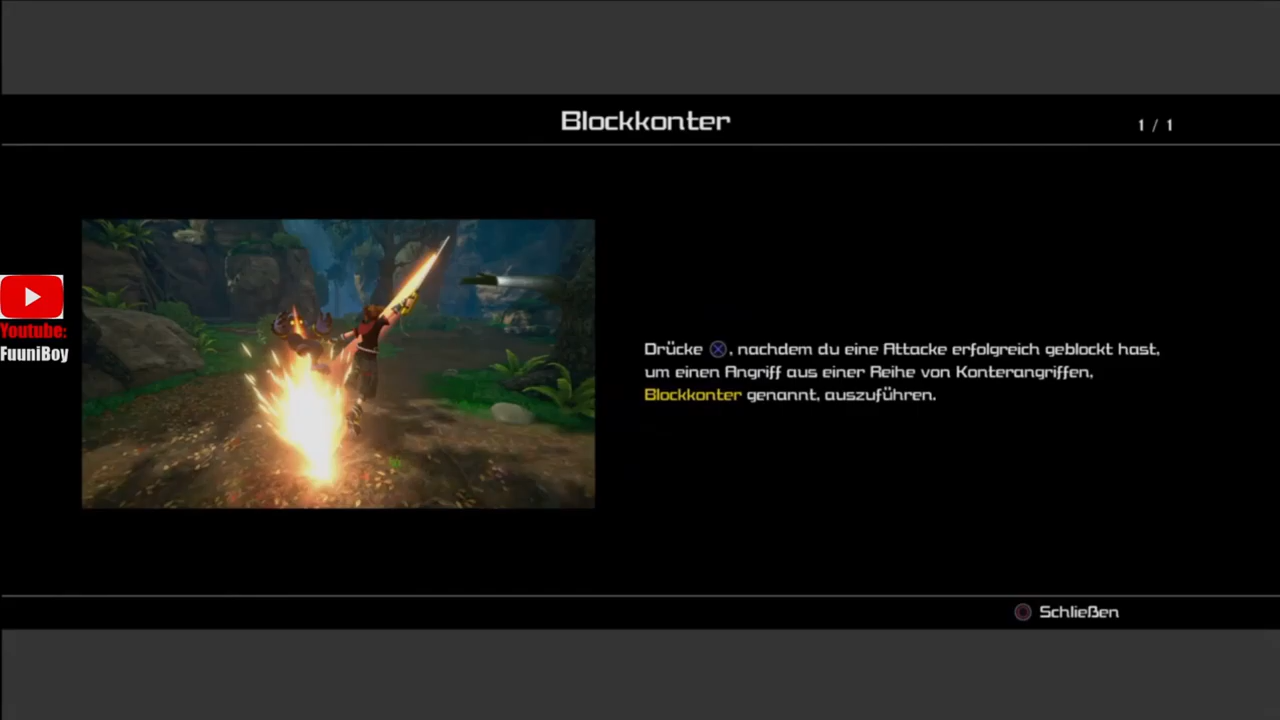 Blockkonter
1 / 1
Youtube:
FuuniBoy
Drücke ⊗, nachdem du eine Attacke erfolgreich geblockt hast,
um einen Angriff aus einer Reihe von Konterangriffen,
Blockkonter genannt, auszuführen.
Schließen